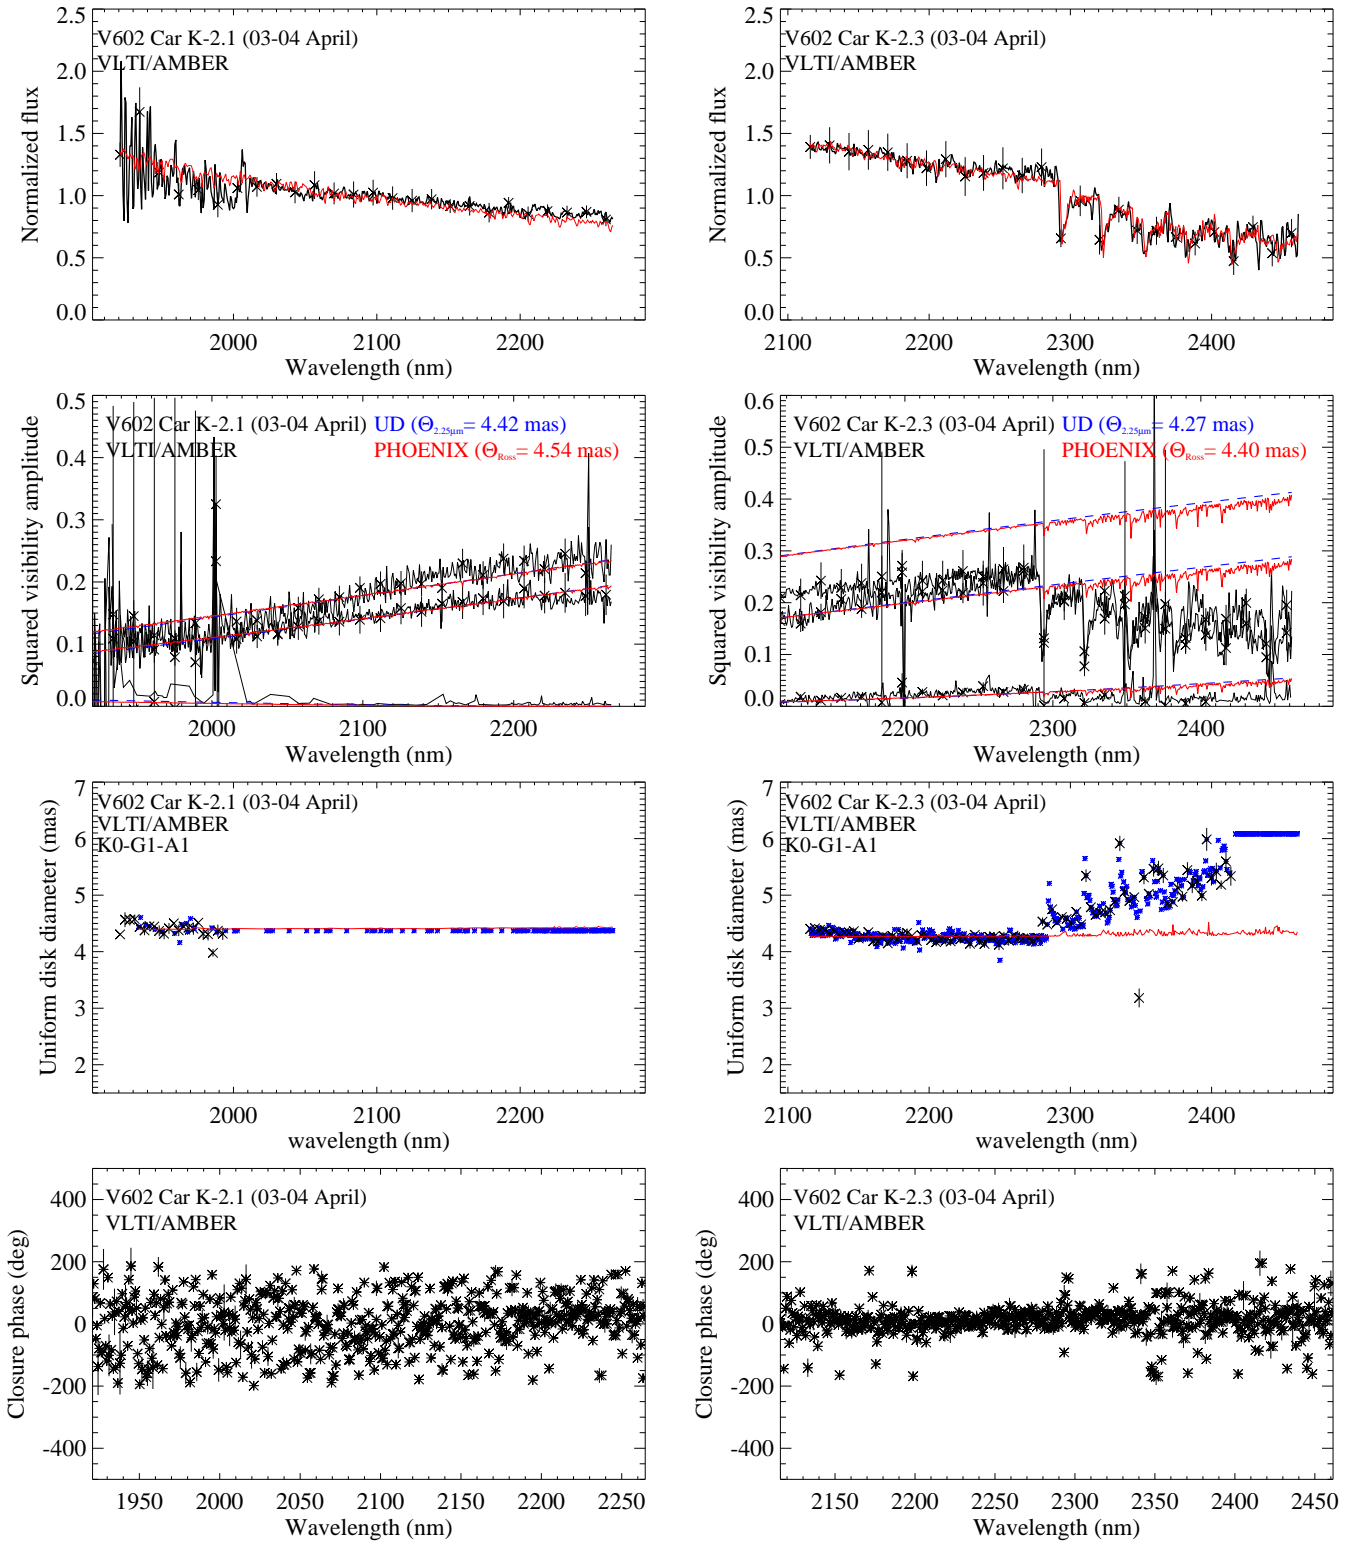 V602 Car K-2.1 (03-04 April)
VLTI/AMBER
Normalized flux
2.5
2.0
1.5
1.0
0.5
0.0
2000 2100 2200
Wavelength (nm)
V602 Car K-2.3 (03-04 April)
VLTI/AMBER
Normalized flux
2.5
2.0
1.5
1.0
0.5
0.0
2100 2200 2300 2400
Wavelength (nm)
V602 Car K-2.1 (03-04 April) UD (Θ2.25μm= 4.42 mas)
VLTI/AMBER PHOENIX (ΘRoss= 4.54 mas)
Squared visibility amplitude
0.5
0.4
0.3
0.2
0.1
0.0
2000 2100 2200
Wavelength (nm)
V602 Car K-2.3 (03-04 April) UD (Θ2.25μm= 4.27 mas)
VLTI/AMBER PHOENIX (ΘRoss= 4.40 mas)
Squared visibility amplitude
0.6
0.5
0.4
0.3
0.2
0.1
0.0
2200 2300 2400
Wavelength (nm)
V602 Car K-2.1 (03-04 April)
VLTI/AMBER
K0-G1-A1
Uniform disk diameter (mas)
7
6
5
4
3
2
2000 2100 2200
wavelength (nm)
V602 Car K-2.3 (03-04 April)
VLTI/AMBER
K0-G1-A1
Uniform disk diameter (mas)
7
6
5
4
3
2
2100 2200 2300 2400
wavelength (nm)
V602 Car K-2.1 (03-04 April)
VLTI/AMBER
Closure phase (deg)
400
200
0
-200
-400
1950 2000 2050 2100 2150 2200 2250
Wavelength (nm)
V602 Car K-2.3 (03-04 April)
VLTI/AMBER
Closure phase (deg)
400
200
0
-200
-400
2150 2200 2250 2300 2350 2400 2450
Wavelength (nm)